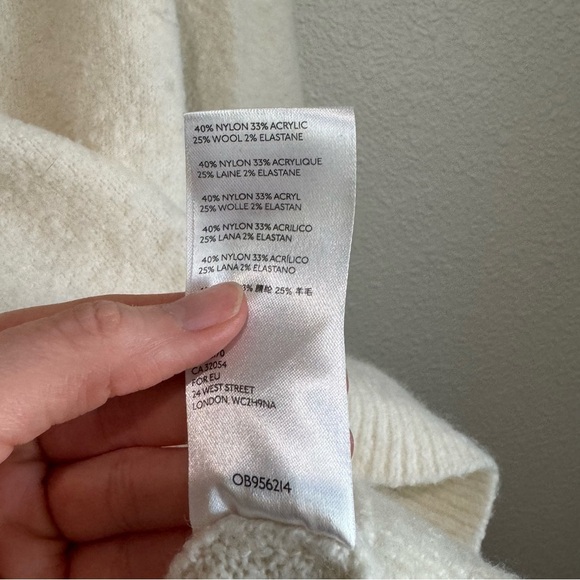 40% NYLON 33% ACRYLIC
25% WOOL 2% ELASTANE
40% NYLON 33% ACRYLIQUE
25% LAINE 2% ELASTANE
40% NYLON 33% ACRYL
25% WOLLE 2% ELASTAN
40% NYLON 33% ACRILICO
25% LANA 2% ELASTAN
40% NYLON 33% ACRÍLICO
25% LANA 2% ELASTANO
腈纶 25% 羊毛
CA 32054
FOR EU
24 WEST STREET
LONDON, WC2H9NA
OB956214